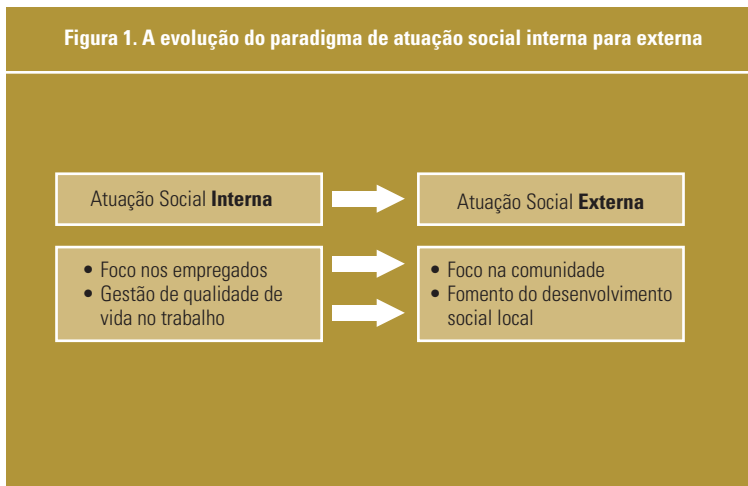 Figura 1. A evolução do paradigma de atuação social interna para externa
Atuação Social Interna
Atuação Social Externa
• Foco nos empregados
• Gestão de qualidade de
vida no trabalho
• Foco na comunidade
• Fomento do desenvolvimento
social local